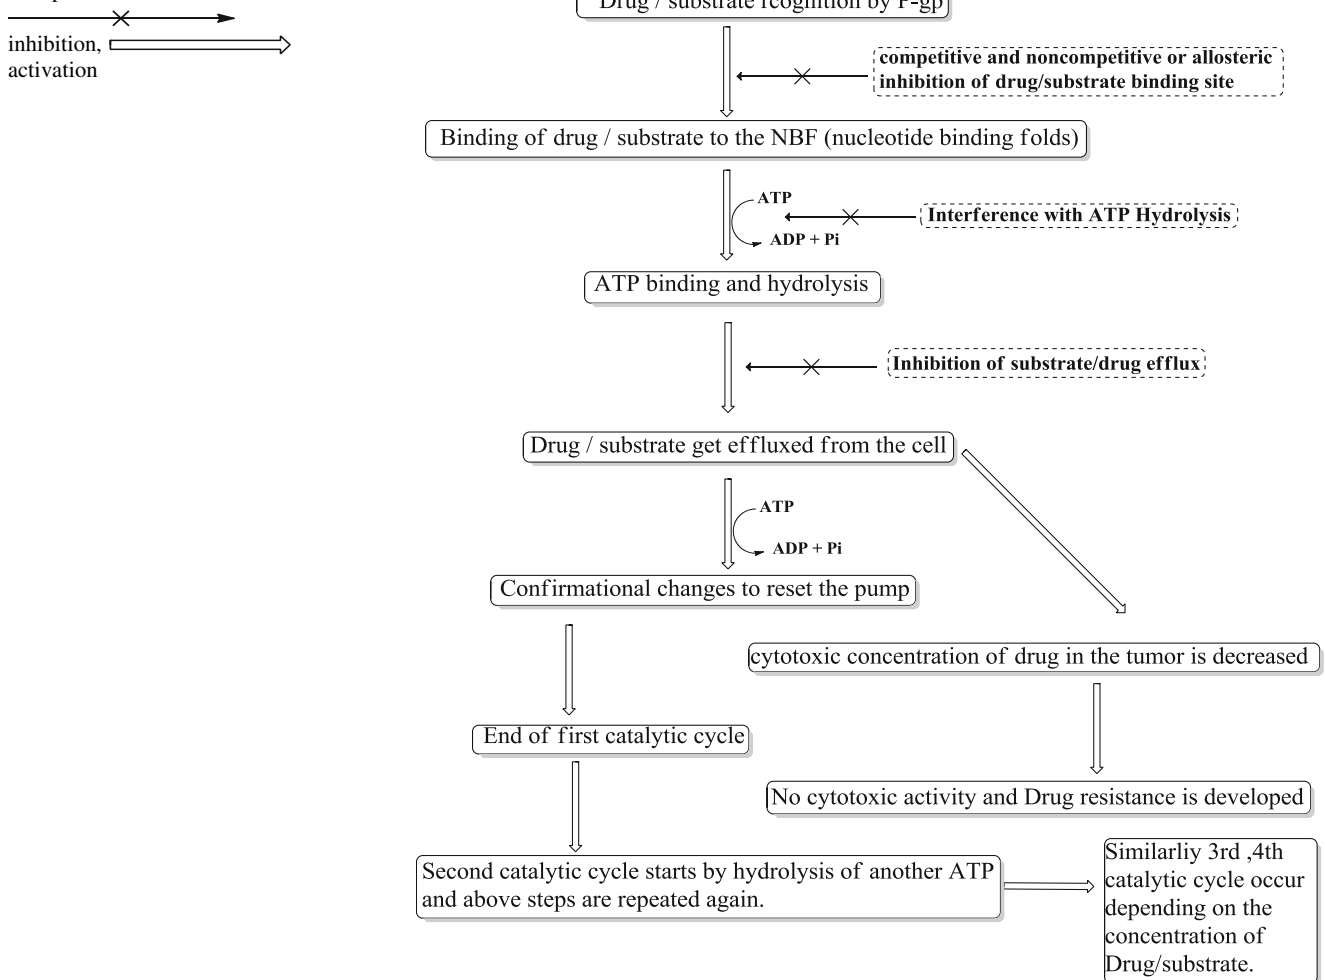 Drug / substrate rcognition by P-gp
inhibition,
activation
competitive and noncompetitive or allosteric
inhibition of drug/substrate binding site
Binding of drug / substrate to the NBF (nucleotide binding folds)
ATP
Interference with ATP Hydrolysis
ADP + Pi
ATP binding and hydrolysis
Inhibition of substrate/drug efflux
Drug / substrate get effluxed from the cell
ATP
ADP + Pi
Confirmational changes to reset the pump
cytotoxic concentration of drug in the tumor is decreased
End of first catalytic cycle
No cytotoxic activity and Drug resistance is developed
Second catalytic cycle starts by hydrolysis of another ATP
and above steps are repeated again.
Similarliy 3rd ,4th
catalytic cycle occur
depending on the
concentration of
Drug/substrate.